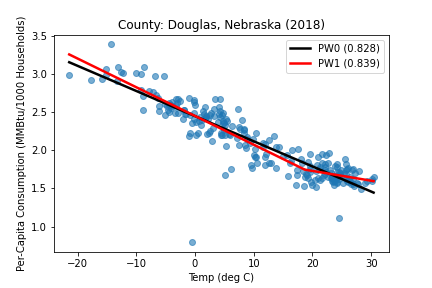 County: Douglas, Nebraska (2018)
PW0 (0.828)
PW1 (0.839)
Per-Capita Consumption (MMBtu/1000 Households)
3.5
3.0
2.5
2.0
1.5
1.0
−20 −10 0 10 20 30
Temp (deg C)